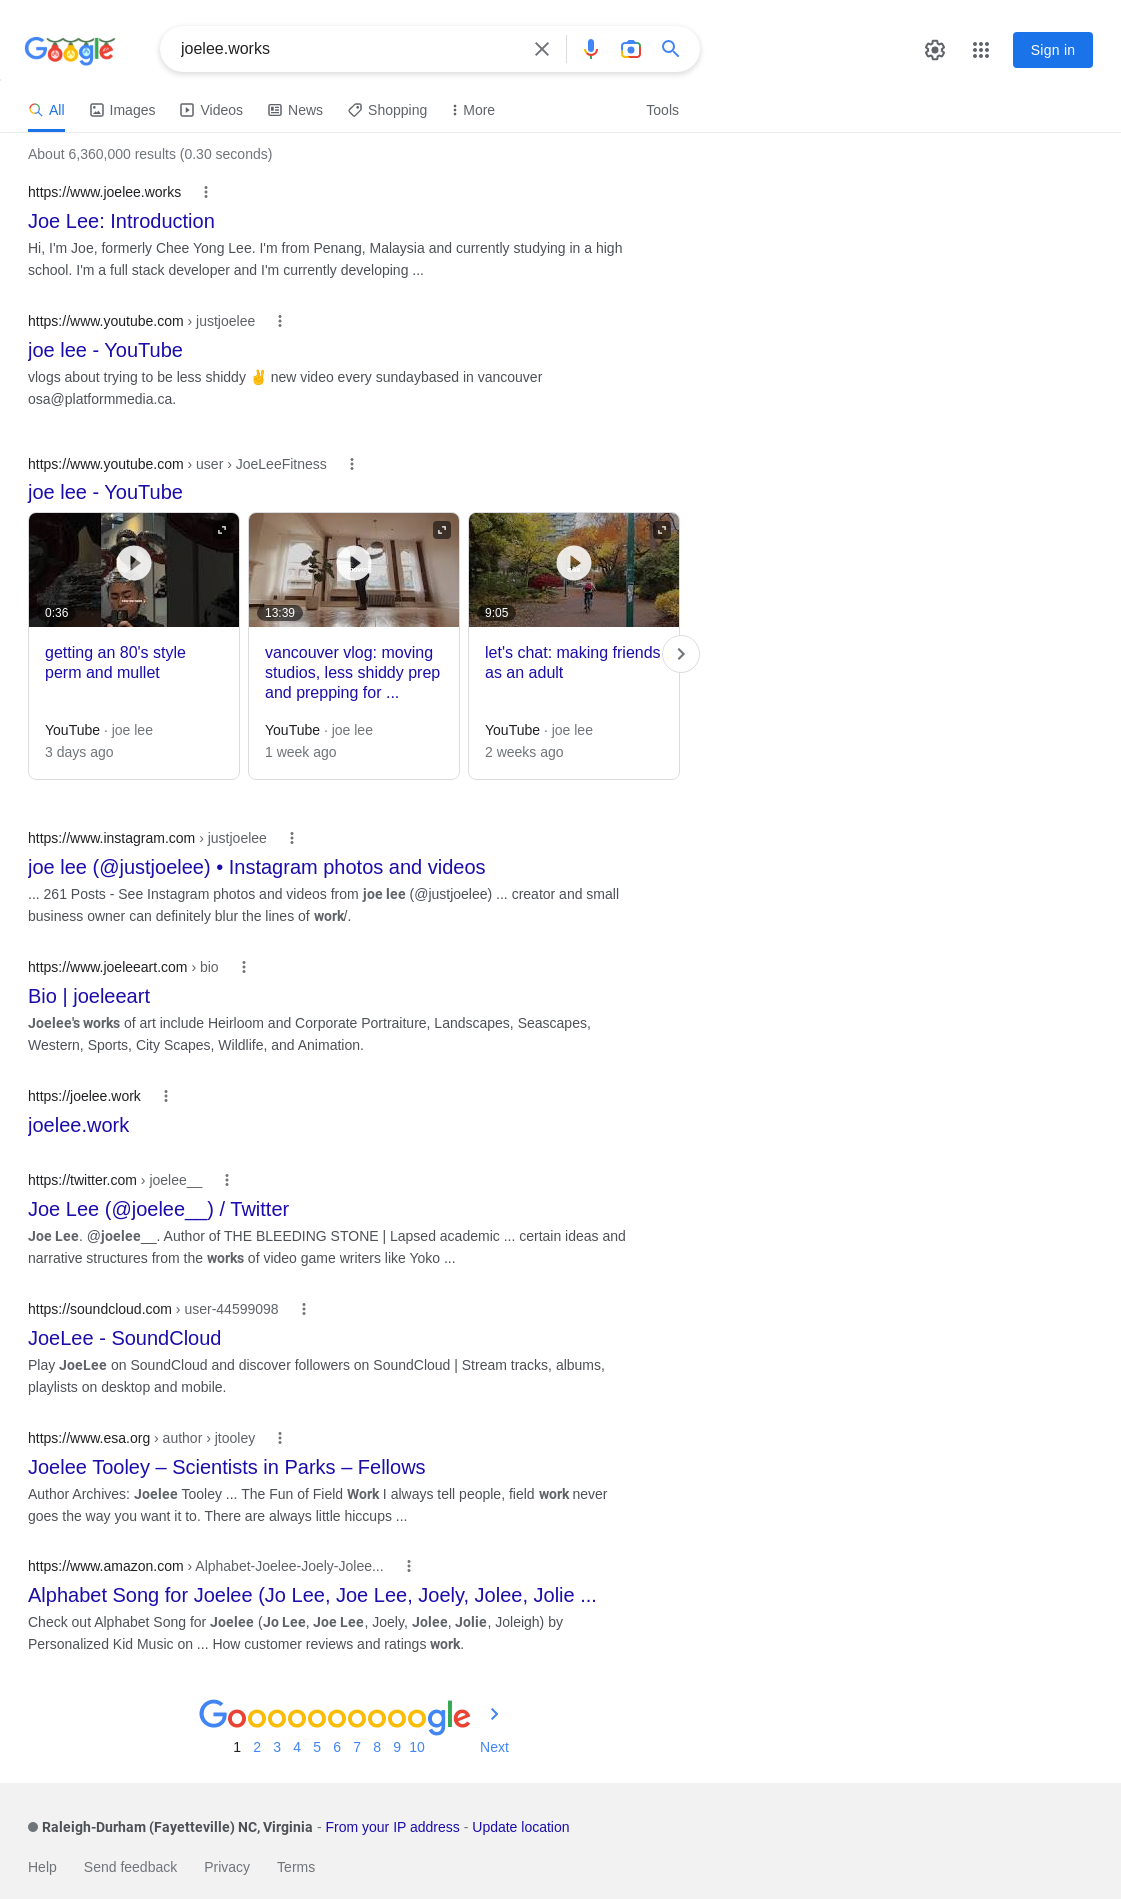 Google
joelee.works
Sign in
All Images Videos News Shopping More Tools
About 6,360,000 results (0.30 seconds)
https://www.joelee.works
Joe Lee: Introduction
Hi, I'm Joe, formerly Chee Yong Lee. I'm from Penang, Malaysia and currently studying in a high
school. I'm a full stack developer and I'm currently developing ...
https://www.youtube.com › justjoelee
joe lee - YouTube
vlogs about trying to be less shiddy ✌ new video every sundaybased in vancouver
osa@platformmedia.ca.
https://www.youtube.com › user › JoeLeeFitness
joe lee - YouTube
0:36
getting an 80's style
perm and mullet
YouTube · joe lee
3 days ago
13:39
vancouver vlog: moving
studios, less shiddy prep
and prepping for ...
YouTube · joe lee
1 week ago
9:05
let's chat: making friends
as an adult
YouTube · joe lee
2 weeks ago
https://www.instagram.com › justjoelee
joe lee (@justjoelee) • Instagram photos and videos
... 261 Posts - See Instagram photos and videos from joe lee (@justjoelee) ... creator and small
business owner can definitely blur the lines of work/.
https://www.joeleeart.com › bio
Bio | joeleeart
Joelee's works of art include Heirloom and Corporate Portraiture, Landscapes, Seascapes,
Western, Sports, City Scapes, Wildlife, and Animation.
https://joelee.work
joelee.work
https://twitter.com › joelee__
Joe Lee (@joelee__) / Twitter
Joe Lee. @joelee__. Author of THE BLEEDING STONE | Lapsed academic ... certain ideas and
narrative structures from the works of video game writers like Yoko ...
https://soundcloud.com › user-44599098
JoeLee - SoundCloud
Play JoeLee on SoundCloud and discover followers on SoundCloud | Stream tracks, albums,
playlists on desktop and mobile.
https://www.esa.org › author › jtooley
Joelee Tooley – Scientists in Parks – Fellows
Author Archives: Joelee Tooley ... The Fun of Field Work I always tell people, field work never
goes the way you want it to. There are always little hiccups ...
https://www.amazon.com › Alphabet-Joelee-Joely-Jolee...
Alphabet Song for Joelee (Jo Lee, Joe Lee, Joely, Jolee, Jolie ...
Check out Alphabet Song for Joelee (Jo Lee, Joe Lee, Joely, Jolee, Jolie, Joleigh) by
Personalized Kid Music on ... How customer reviews and ratings work.
Goooooooooogle
1 2 3 4 5 6 7 8 9 10 Next
Raleigh-Durham (Fayetteville) NC, Virginia - From your IP address - Update location
Help Send feedback Privacy Terms